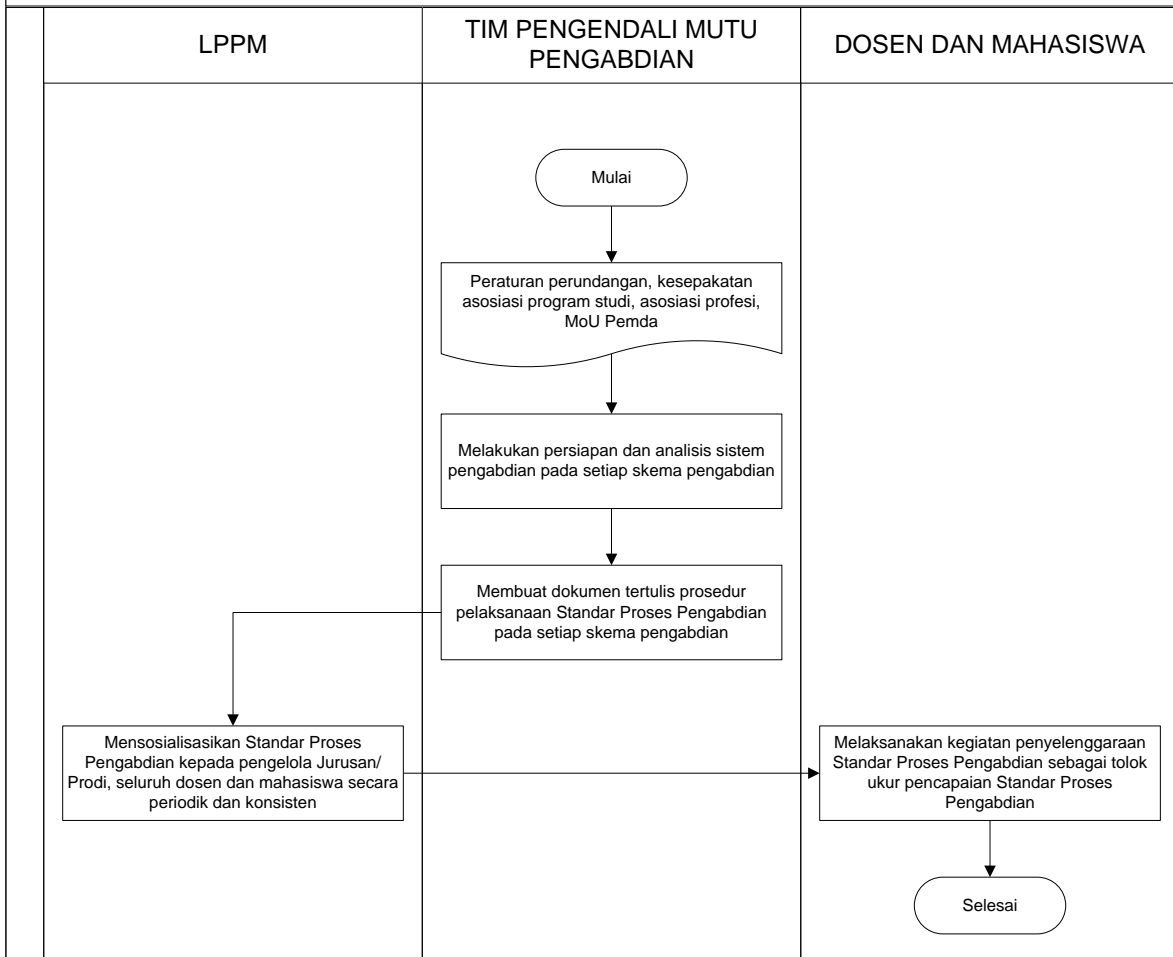 LPPM
TIM PENGENDALI MUTU
PENGABDIAN
DOSEN DAN MAHASISWA
Mulai
Peraturan perundangan, kesepakatan
asosiasi program studi, asosiasi profesi,
MoU Pemda
Melakukan persiapan dan analisis sistem
pengabdian pada setiap skema pengabdian
Membuat dokumen tertulis prosedur
pelaksanaan Standar Proses Pengabdian
pada setiap skema pengabdian
Mensosialisasikan Standar Proses
Pengabdian kepada pengelola Jurusan/
Prodi, seluruh dosen dan mahasiswa secara
periodik dan konsisten
Melaksanakan kegiatan penyelenggaraan
Standar Proses Pengabdian sebagai tolok
ukur pencapaian Standar Proses
Pengabdian
Selesai